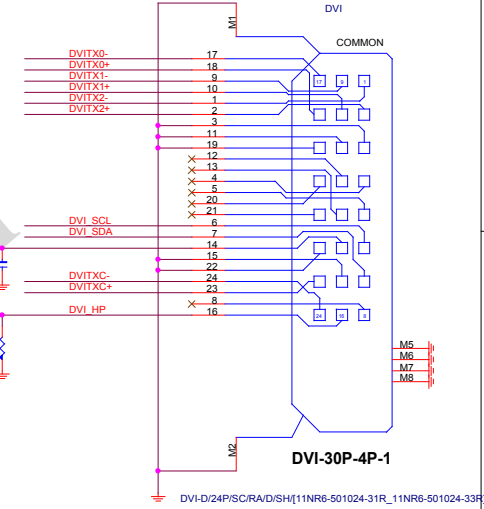 DVI
M1
COMMON
DVITX0- 17
DVITX0+ 18
DVITX1- 9
DVITX1+ 10
DVITX2- 1
DVITX2+ 2
3
11
19
12
13
4
5
20
21
DVI_SCL 6
DVI_SDA 7
14
15
22
DVITXC- 24
DVITXC+ 23
8
DVI_HP 16
17 9 1
24 16 8
M5
M6
M7
M8
M2
DVI-30P-4P-1
DVI-D/24P/SC/RA/D/SH/[11NR6-501024-31R_11NR6-501024-33R